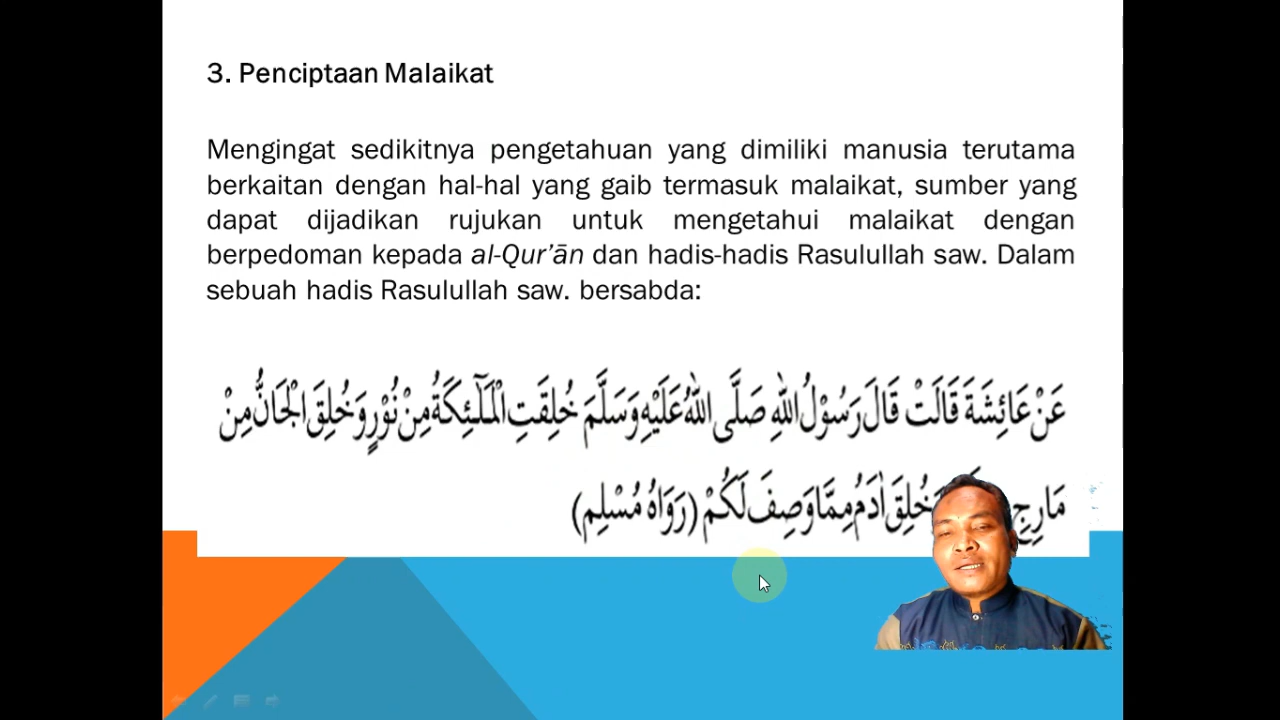 3. Penciptaan Malaikat
Mengingat sedikitnya pengetahuan yang dimiliki manusia terutama
berkaitan dengan hal-hal yang gaib termasuk malaikat, sumber yang
dapat dijadikan rujukan untuk mengetahui malaikat dengan
berpedoman kepada al-Qur’ān dan hadis-hadis Rasulullah saw. Dalam
sebuah hadis Rasulullah saw. bersabda:
عَنْ عَائِشَةَ قَالَتْ قَالَ رَسُوْلُ اللّٰهِ صَلَّى اللّٰهُ عَلَيْهِ وَسَلَّمَ خُلِقَتِ الْمَلٰٓئِكَةُ مِنْ نُوْرٍ وَخُلِقَ الْجَانُّ مِنْ
مَارِجٍ وَخُلِقَ اٰدَمُ مِمَّا وَصِفَ لَكُمْ (رَوَاهُ مُسْلِم)